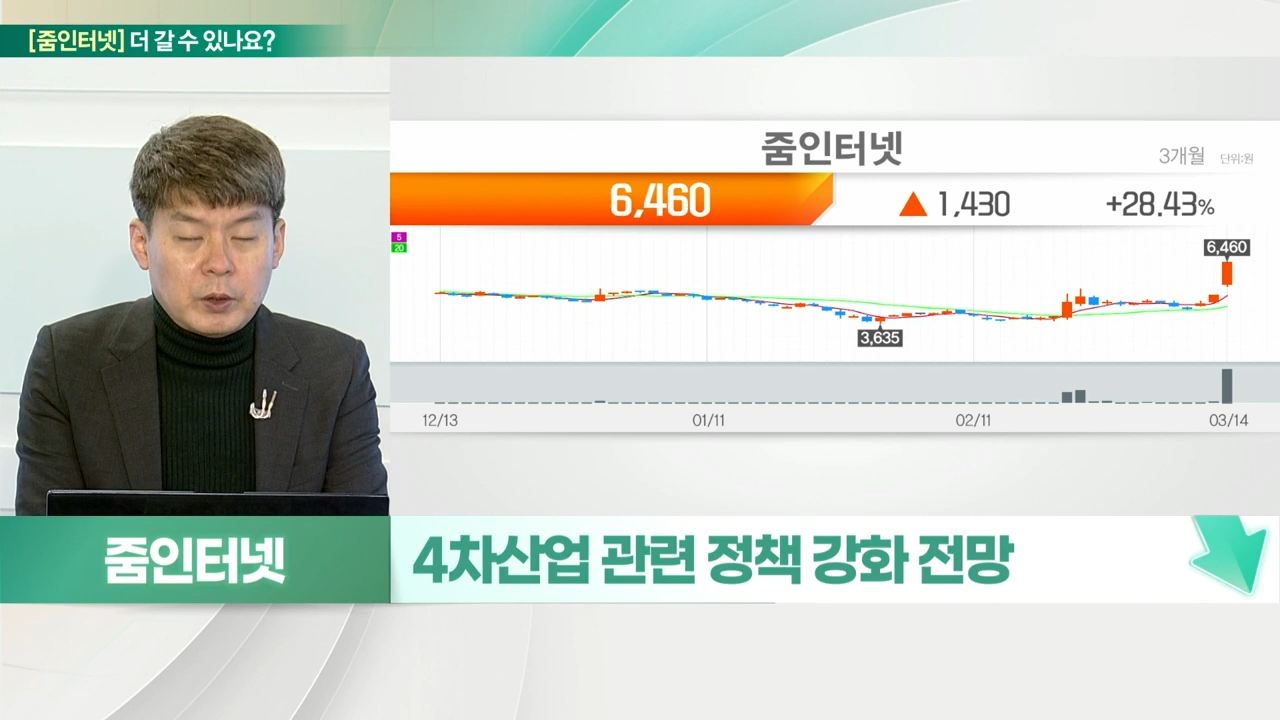 [줌인터넷] 더 갈 수 있나요?
줌인터넷
3개월 단위:원
6,460 ▲ 1,430 +28.43%
5
20
6,460
3,635
12/13 01/11 02/11 03/14
줌인터넷
4차산업 관련 정책 강화 전망